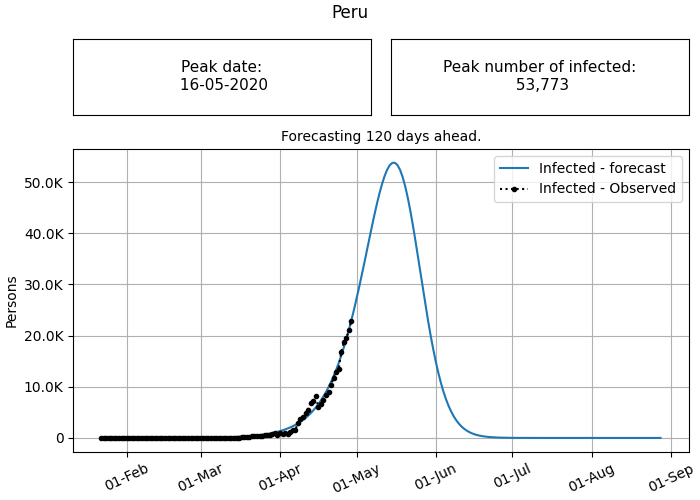 Peru
Peak date:
16-05-2020
Peak number of infected:
53,773
Forecasting 120 days ahead.
Infected - forecast
Infected - Observed
50.0K
40.0K
30.0K
20.0K
10.0K
0
Persons
01-Feb
01-Mar
01-Apr
01-May
01-Jun
01-Jul
01-Aug
01-Sep